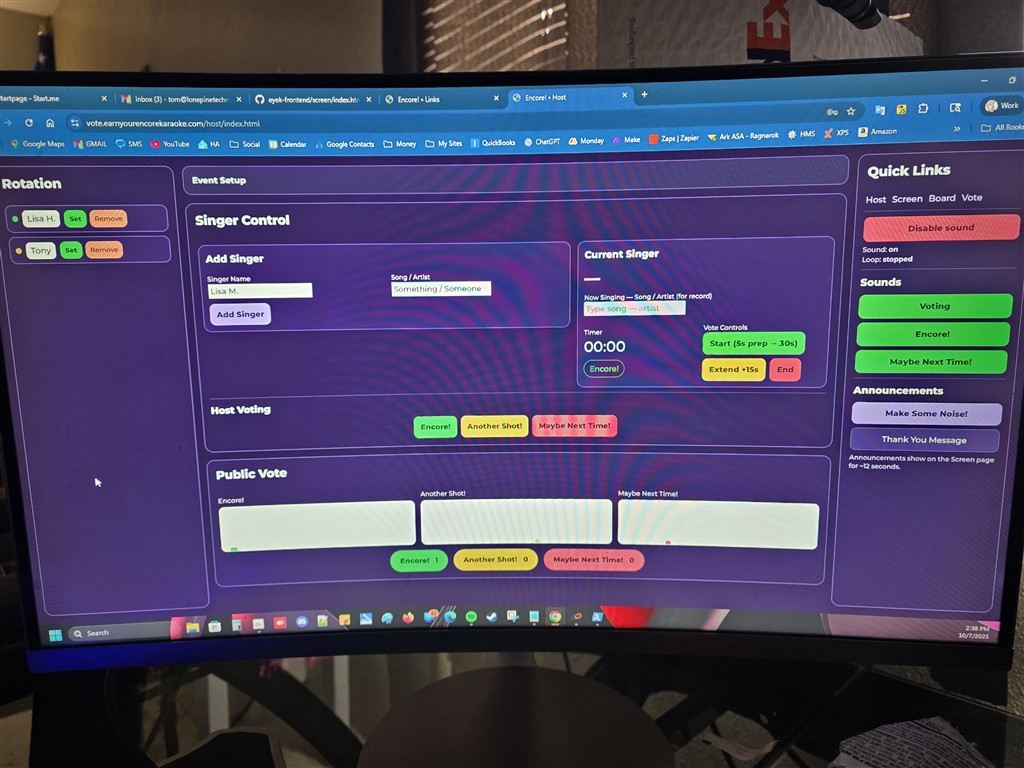 Ex
startpage - Start.me
Inbox (3) - tom@lonepinetechn
eyek-frontend/screen/index.htm
Encore! • Links
Encore! • Host
vote.earnyourencorekaraoke.com/host/index.html
Work
Google Maps
GMAIL
SMS
YouTube
HA
Social
Calendar
Google Contacts
Money
My Sites
QuickBooks
ChatGPT
Monday
Make
Zaps | Zapier
Ark ASA - Ragnarok
HMS
XPS
Amazon
»
All Books
Rotation
Lisa H. Set Remove
Tony Set Remove
Event Setup
Singer Control
Add Singer
Singer Name
Lisa M.
Song / Artist
Something / Someone
Add Singer
Current Singer
—
Now Singing — Song / Artist (for record)
Type song — artist
Timer
00:00
Encore!
Vote Controls
Start (5s prep → 30s)
Extend +15s End
Host Voting
Encore! Another Shot! Maybe Next Time!
Public Vote
Encore!
Another Shot!
Maybe Next Time!
Encore! 1 Another Shot! 0 Maybe Next Time! 0
Quick Links
Host Screen Board Vote
Disable sound
Sound: on
Loop: stopped
Sounds
Voting
Encore!
Maybe Next Time!
Announcements
Make Some Noise!
Thank You Message
Announcements show on the Screen page
for ~12 seconds.
Search
2:38 PM
10/7/2025